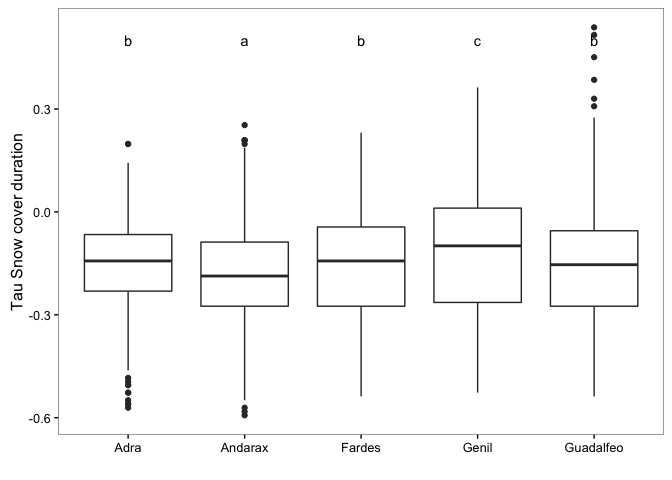 b a b c b
Tau Snow cover duration
0.3
0.0
-0.3
-0.6
Adra Andarax Fardes Genil Guadalfeo